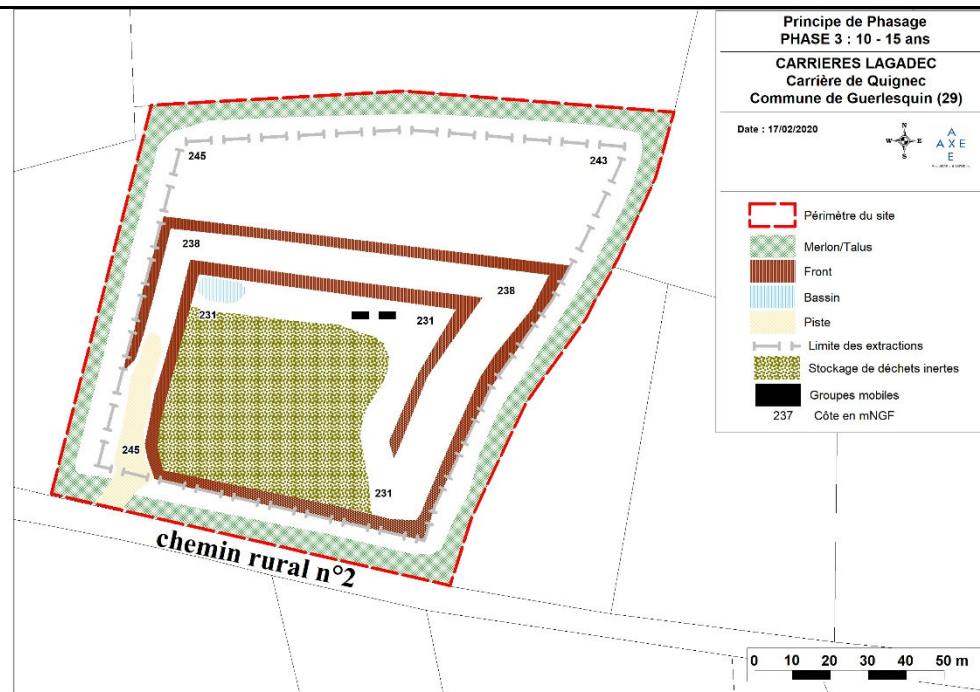 Principe de Phasage
PHASE 3 : 10 - 15 ans
CARRIERES LAGADEC
Carrière de Quignec
Commune de Guerlesquin (29)
Date : 17/02/2020
N
W E
S
A
A X E
E
Périmètre du site
Merlon/Talus
Front
Bassin
Piste
Limite des extractions
Stockage de déchets inertes
Groupes mobiles
237 Côte en mNGF
245
243
238
238
231
231
245
231
chemin rural n°2
0 10 20 30 40 50 m